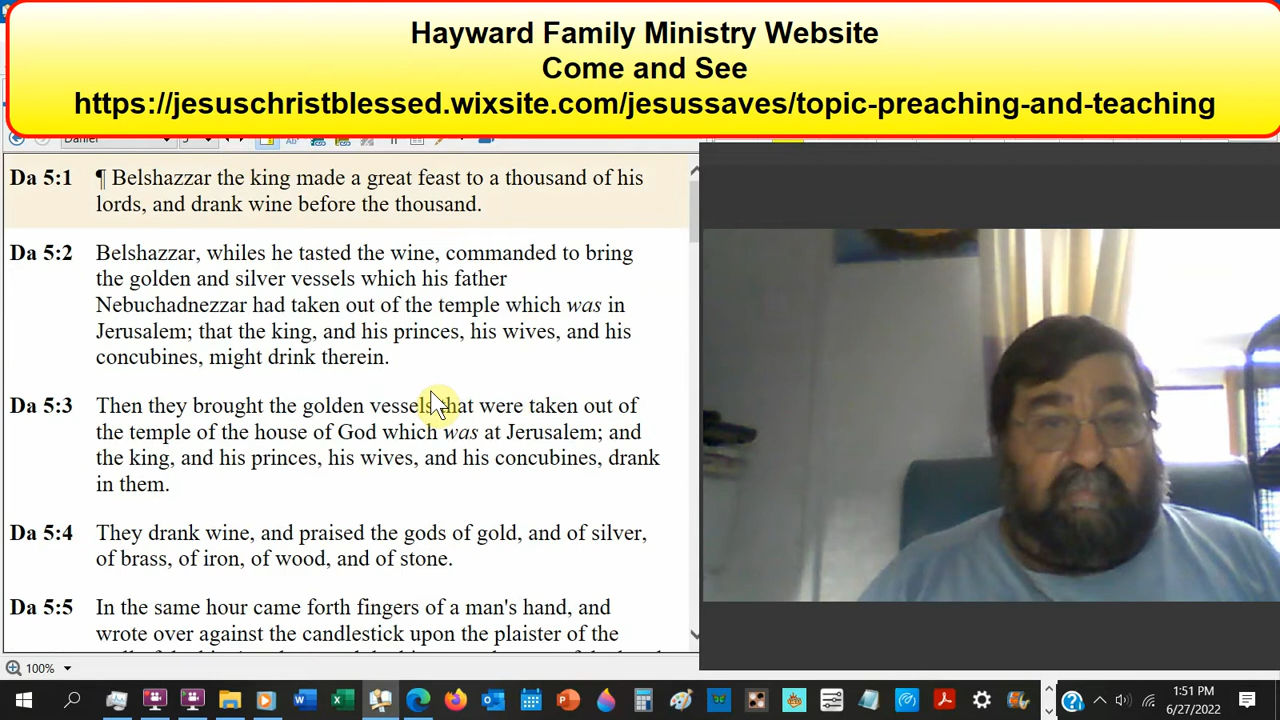 Hayward Family Ministry Website
Come and See
https://jesuschristblessed.wixsite.com/jesussaves/topic-preaching-and-teaching
Da 5:1 ¶ Belshazzar the king made a great feast to a thousand of his
lords, and drank wine before the thousand.
Da 5:2 Belshazzar, whiles he tasted the wine, commanded to bring
the golden and silver vessels which his father
Nebuchadnezzar had taken out of the temple which was in
Jerusalem; that the king, and his princes, his wives, and his
concubines, might drink therein.
Da 5:3 Then they brought the golden vessels that were taken out of
the temple of the house of God which was at Jerusalem; and
the king, and his princes, his wives, and his concubines, drank
in them.
Da 5:4 They drank wine, and praised the gods of gold, and of silver,
of brass, of iron, of wood, and of stone.
Da 5:5 In the same hour came forth fingers of a man's hand, and
wrote over against the candlestick upon the plaister of the
100%
1:51 PM
6/27/2022